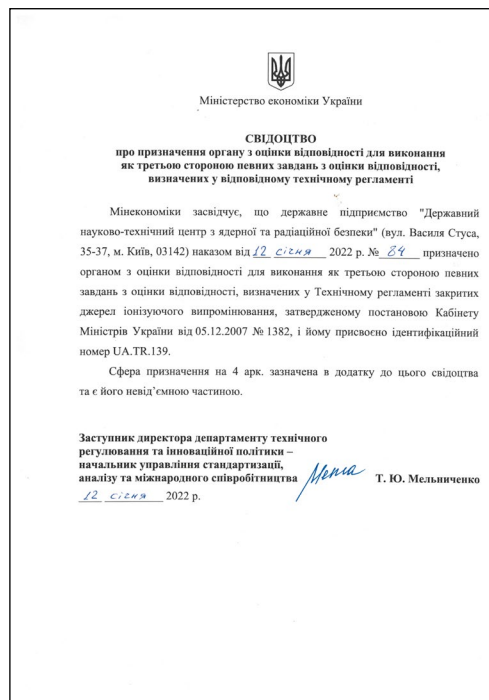 Міністерство економіки України
СВІДОЦТВО
про призначення органу з оцінки відповідності для виконання
як третьою стороною певних завдань з оцінки відповідності,
визначених у відповідному технічному регламенті
Мінекономіки засвідчує, що державне підприємство "Державний
науково-технічний центр з ядерної та радіаційної безпеки" (вул. Василя Стуса,
35-37, м. Київ, 03142) наказом від 12 січня 2022 р. № 84 призначено
органом з оцінки відповідності для виконання як третьою стороною певних
завдань з оцінки відповідності, визначених у Технічному регламенті закритих
джерел іонізуючого випромінювання, затвердженому постановою Кабінету
Міністрів України від 05.12.2007 № 1382, і йому присвоєно ідентифікаційний
номер UA.TR.139.
Сфера призначення на 4 арк. зазначена в додатку до цього свідоцтва
та є його невід’ємною частиною.
Заступник директора департаменту технічного
регулювання та інноваційної політики –
начальник управління стандартизації,
аналізу та міжнародного співробітництва Т. Ю. Мельниченко
12 січня 2022 р.